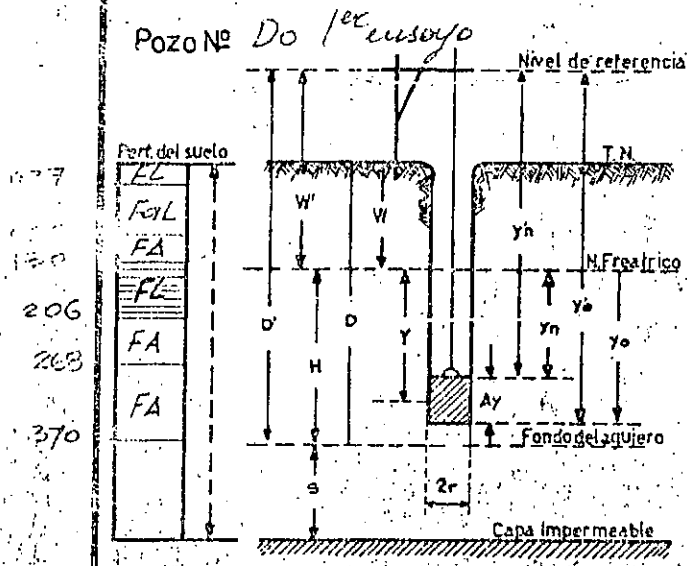 Pozo Nº Do 1er ensayo
Nivel de referencia
Perf. del suelo
T.N.
FL
W'
W
y'n
FA
N. Freatrico
FL
206
D'
H
D
Y
yn
y'o
yo
268
FA
Ay
FA
370
Fondo del agujero
S
2r
Capa Impermeable